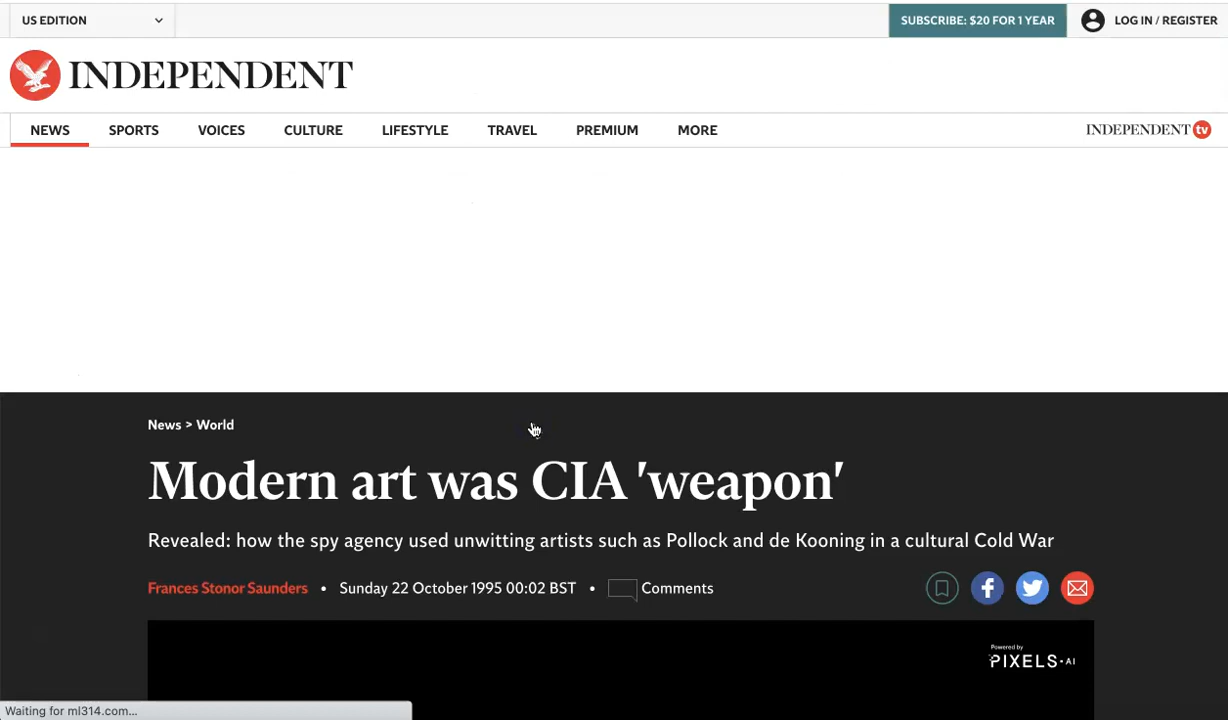 US EDITION
SUBSCRIBE: $20 FOR 1 YEAR
LOG IN / REGISTER
INDEPENDENT
NEWS SPORTS VOICES CULTURE LIFESTYLE TRAVEL PREMIUM MORE
INDEPENDENT tv
News > World
Modern art was CIA 'weapon'
Revealed: how the spy agency used unwitting artists such as Pollock and de Kooning in a cultural Cold War
Frances Stonor Saunders • Sunday 22 October 1995 00:02 BST • Comments
Powered by
PIXELS·AI
Waiting for ml314.com...